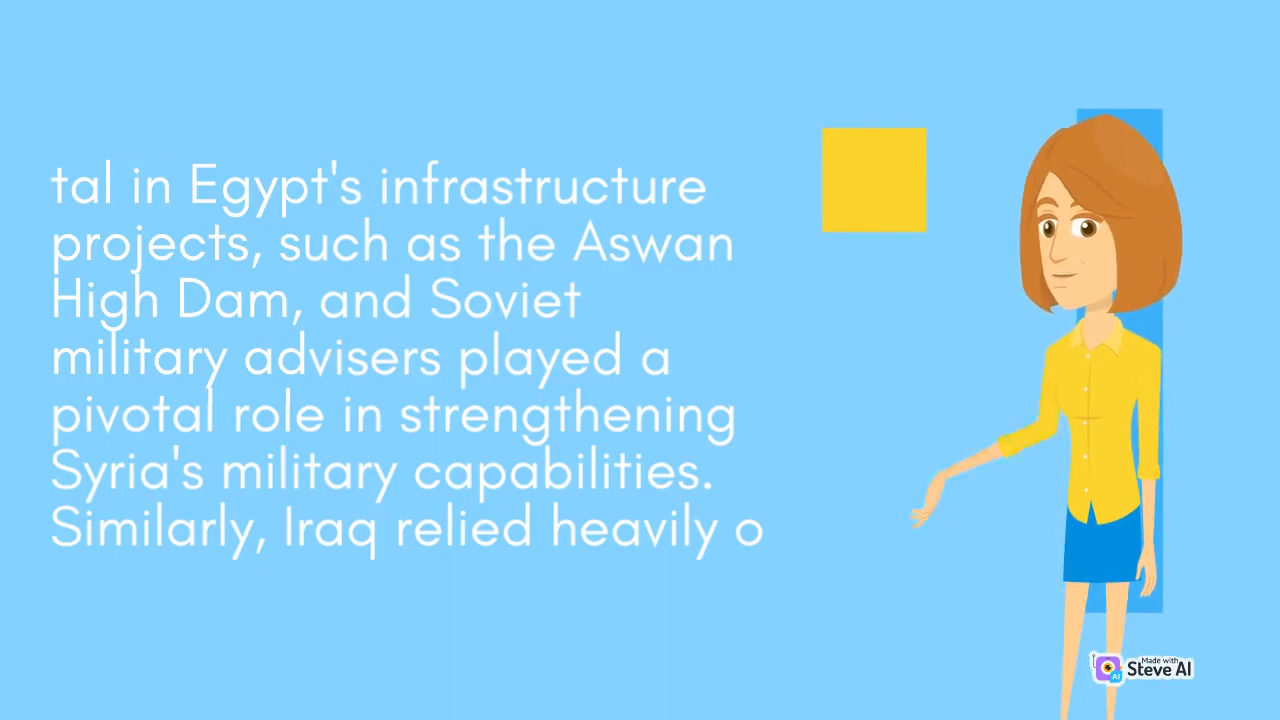 tal in Egypt's infrastructure
projects, such as the Aswan
High Dam, and Soviet
military advisers played a
pivotal role in strengthening
Syria's military capabilities.
Similarly, Iraq relied heavily o
Made with
Steve AI
AI